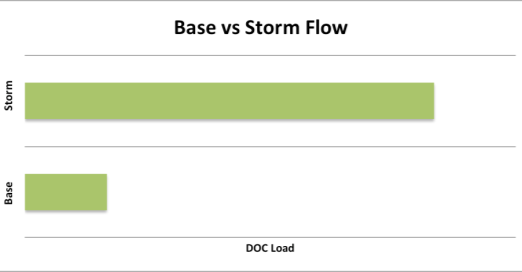 Base vs Storm Flow
Storm
Base
DOC Load